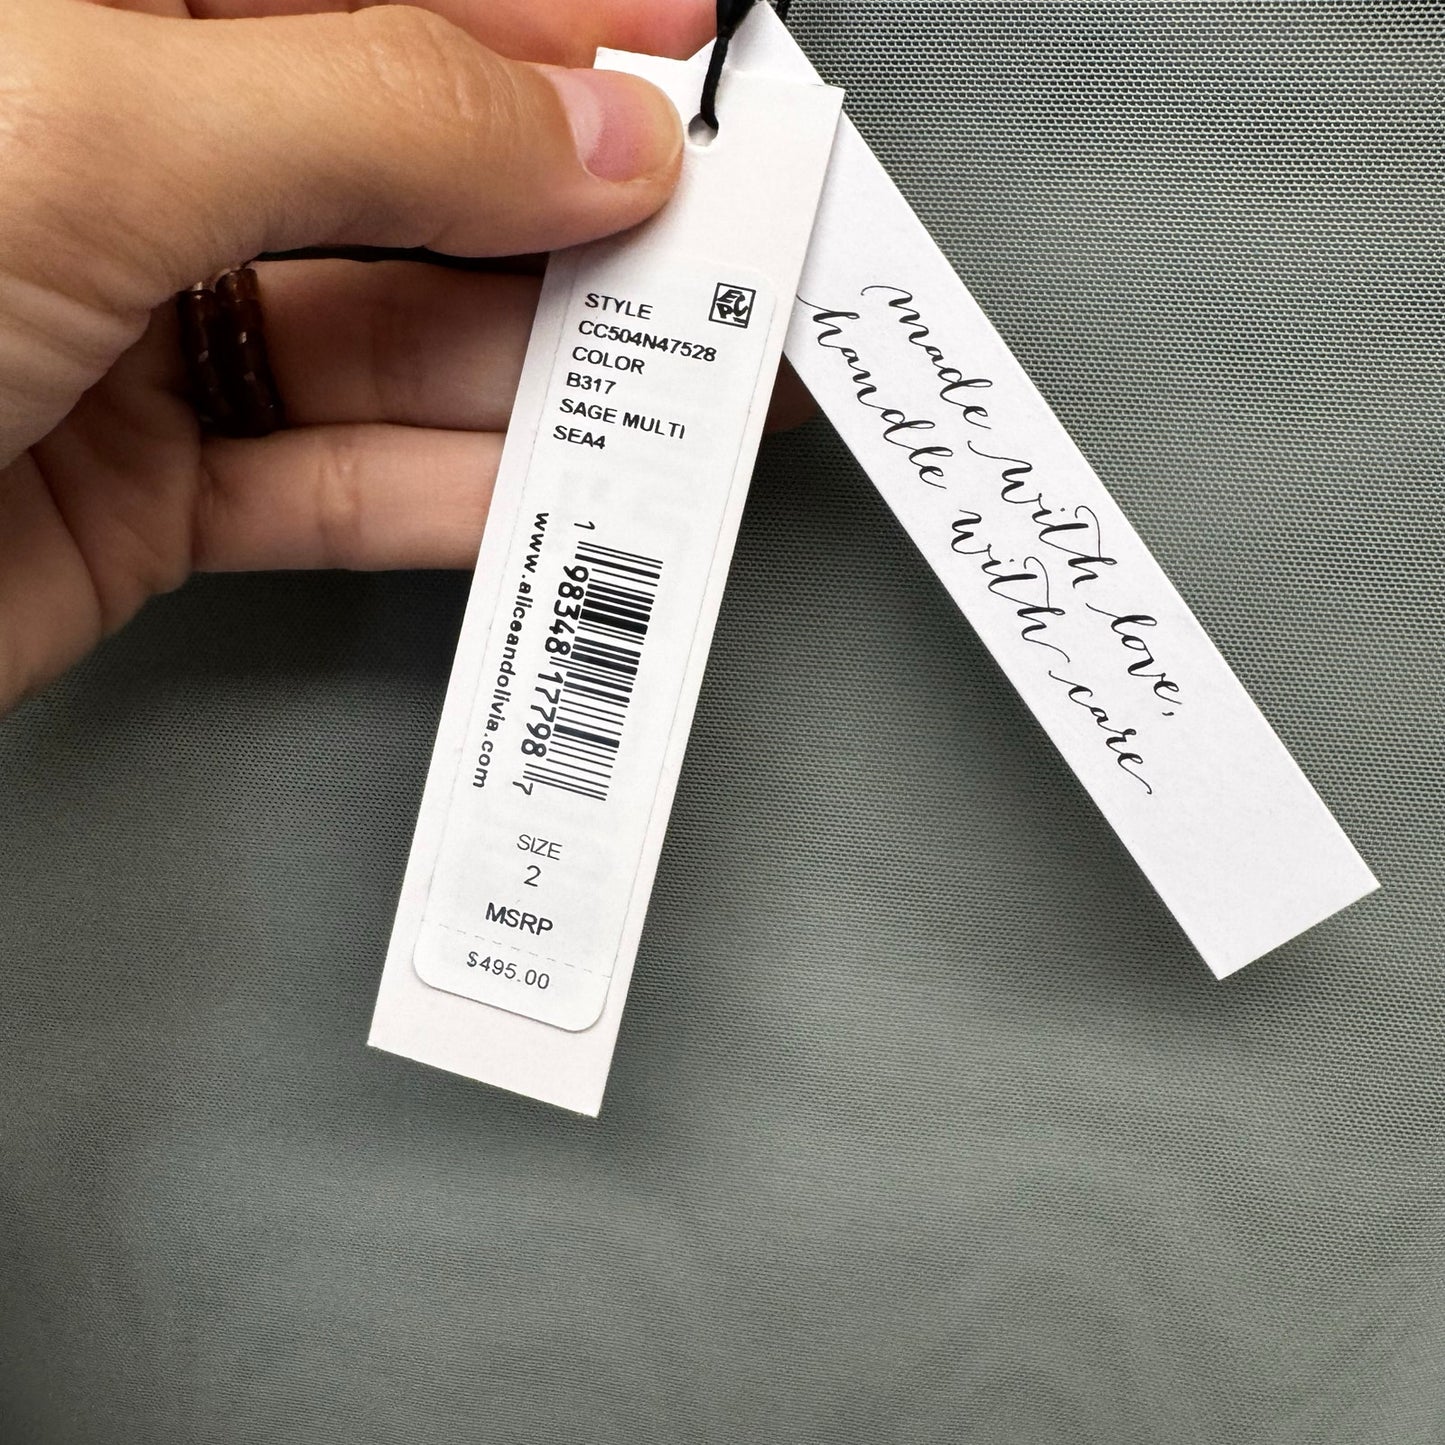 STYLE
CC504N47528
COLOR
B317
SAGE MULTI
SEA4
1 98348 17798 7
www.aliceandolivia.com
SIZE
2
MSRP
$495.00
made with love,
handle with care